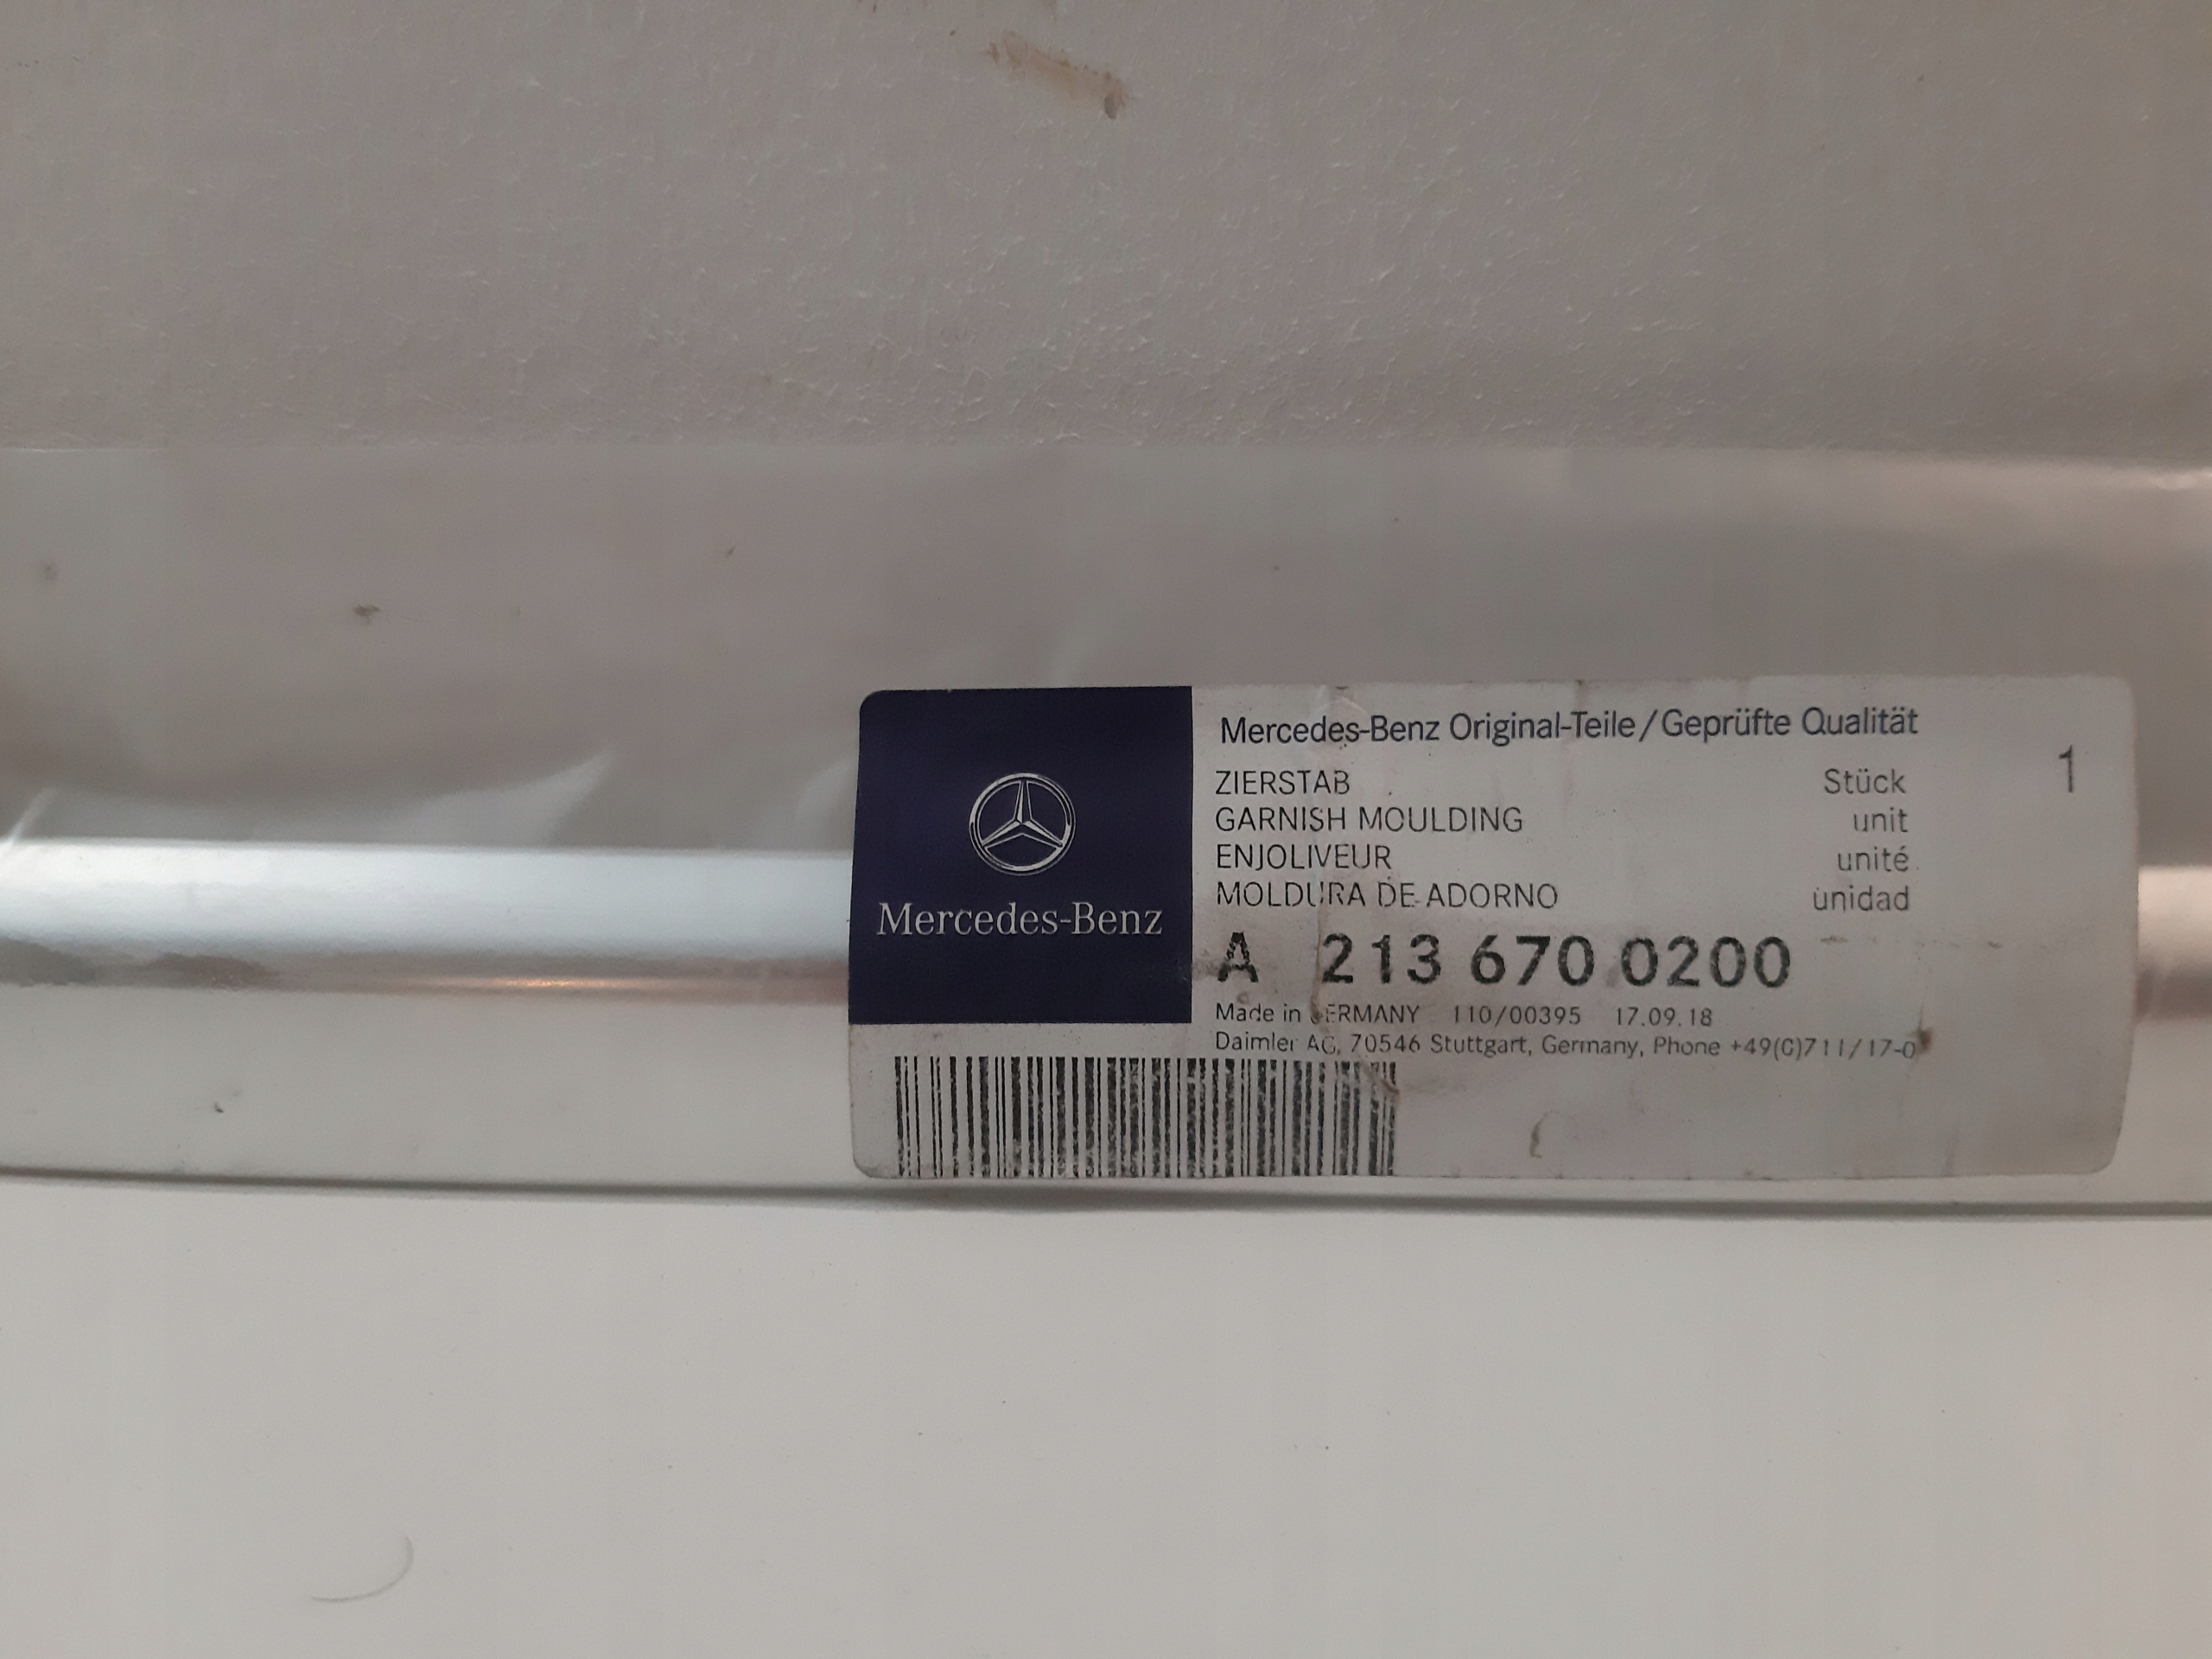 Mercedes-Benz
Mercedes-Benz Original-Teile/Geprüfte Qualität
ZIERSTAB Stück 1
GARNISH MOULDING unit
ENJOLIVEUR unité
MOLDURA DE ADORNO unidad
A 213 670 0200
Made in GERMANY 110/00395 17.09.18
Daimler AG, 70546 Stuttgart, Germany, Phone +49(0)711/17-0